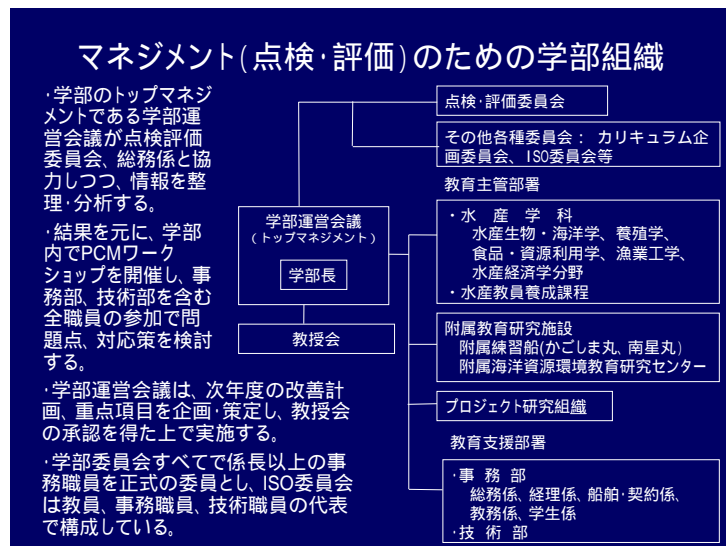 マネジメント(点検･評価)のための学部組織
･学部のトップマネジ
メントである学部運
営会議が点検評価
委員会、総務係と協
力しつつ、情報を整
理･分析する。
･結果を元に、学部
内でPCMワーク
ショップを開催し、事
務部、技術部を含む
全職員の参加で問
題点、対応策を検討
する。
･学部運営会議は、次年度の改善計
画、重点項目を企画･策定し、教授会
の承認を得た上で実施する。
･学部委員会すべてで係長以上の事
務職員を正式の委員とし、ISO委員会
は教員、事務職員、技術職員の代表
で構成している。
学部運営会議
(トップマネジメント)
学部長
教授会
点検･評価委員会
その他各種委員会： カリキュラム企
画委員会、ISO委員会等
教育主管部署
・水 産 学 科
水産生物・海洋学、養殖学、
食品・資源利用学、漁業工学、
水産経済学分野
・水産教員養成課程
附属教育研究施設
附属練習船(かごしま丸、南星丸)
附属海洋資源環境教育研究センター
プロジェクト研究組織
教育支援部署
･事 務 部
総務係、経理係、船舶･契約係、
教務係、学生係
･技 術 部